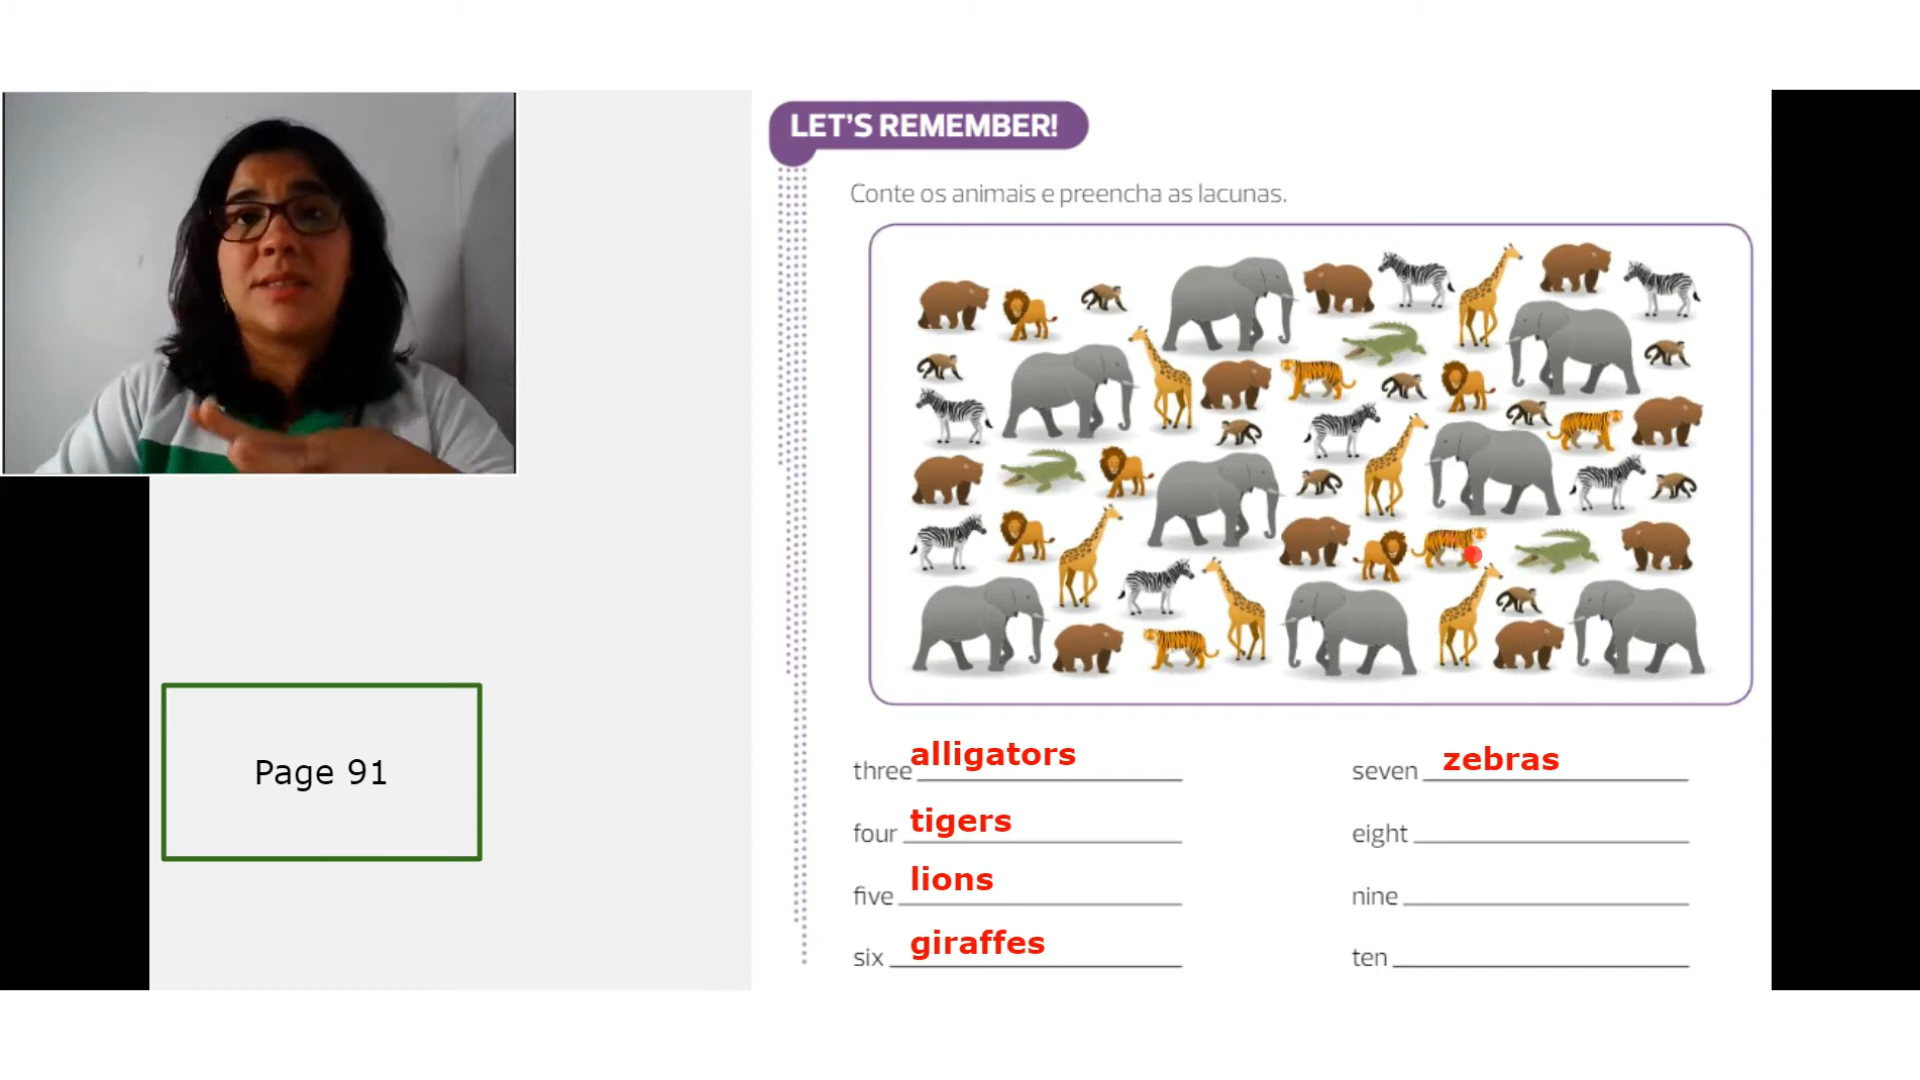 LET'S REMEMBER!
Conte os animais e preencha as lacunas.
three alligators
four tigers
five lions
six giraffes
seven zebras
eight
nine
ten
Page 91